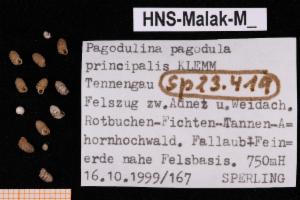 HNS-Malak-M_
Pagodulina pagodula
principalis KLEMM
Tennengau Sp23.419
Felszug zw.Adnet u.Weidach.
Rotbuchen-Fichten-Tannen-A=
hornhochwald. Fallaub+Fein=
erde nahe Felsbasis. 750mH
16.10.1999/167 SPERLING